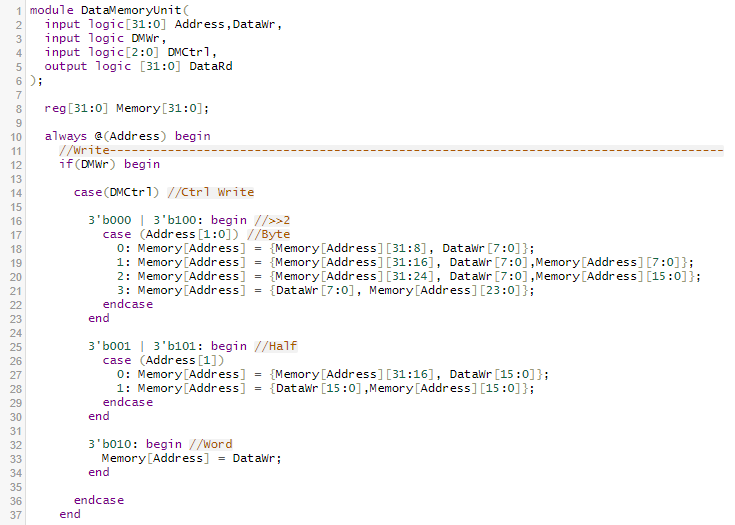 1 module DataMemoryUnit(
2   input logic[31:0] Address,DataWr,
3   input logic DMWr,
4   input logic[2:0] DMCtrl,
5   output logic [31:0] DataRd
6 );
7
8   reg[31:0] Memory[31:0];
9
10   always @(Address) begin
11     //Write-------------------------------------------------------------------------------------
12     if(DMWr) begin
13
14       case(DMCtrl) //Ctrl Write
15
16         3'b000 | 3'b100: begin //>>2
17           case (Address[1:0]) //Byte
18             0: Memory[Address] = {Memory[Address][31:8], DataWr[7:0]};
19             1: Memory[Address] = {Memory[Address][31:16], DataWr[7:0],Memory[Address][7:0]};
20             2: Memory[Address] = {Memory[Address][31:24], DataWr[7:0],Memory[Address][15:0]};
21             3: Memory[Address] = {DataWr[7:0], Memory[Address][23:0]};
22           endcase
23         end
24
25         3'b001 | 3'b101: begin //Half
26           case (Address[1])
27             0: Memory[Address] = {Memory[Address][31:16], DataWr[15:0]};
28             1: Memory[Address] = {DataWr[15:0],Memory[Address][15:0]};
29           endcase
30         end
31
32         3'b010: begin //Word
33           Memory[Address] = DataWr;
34         end
35
36       endcase
37     end